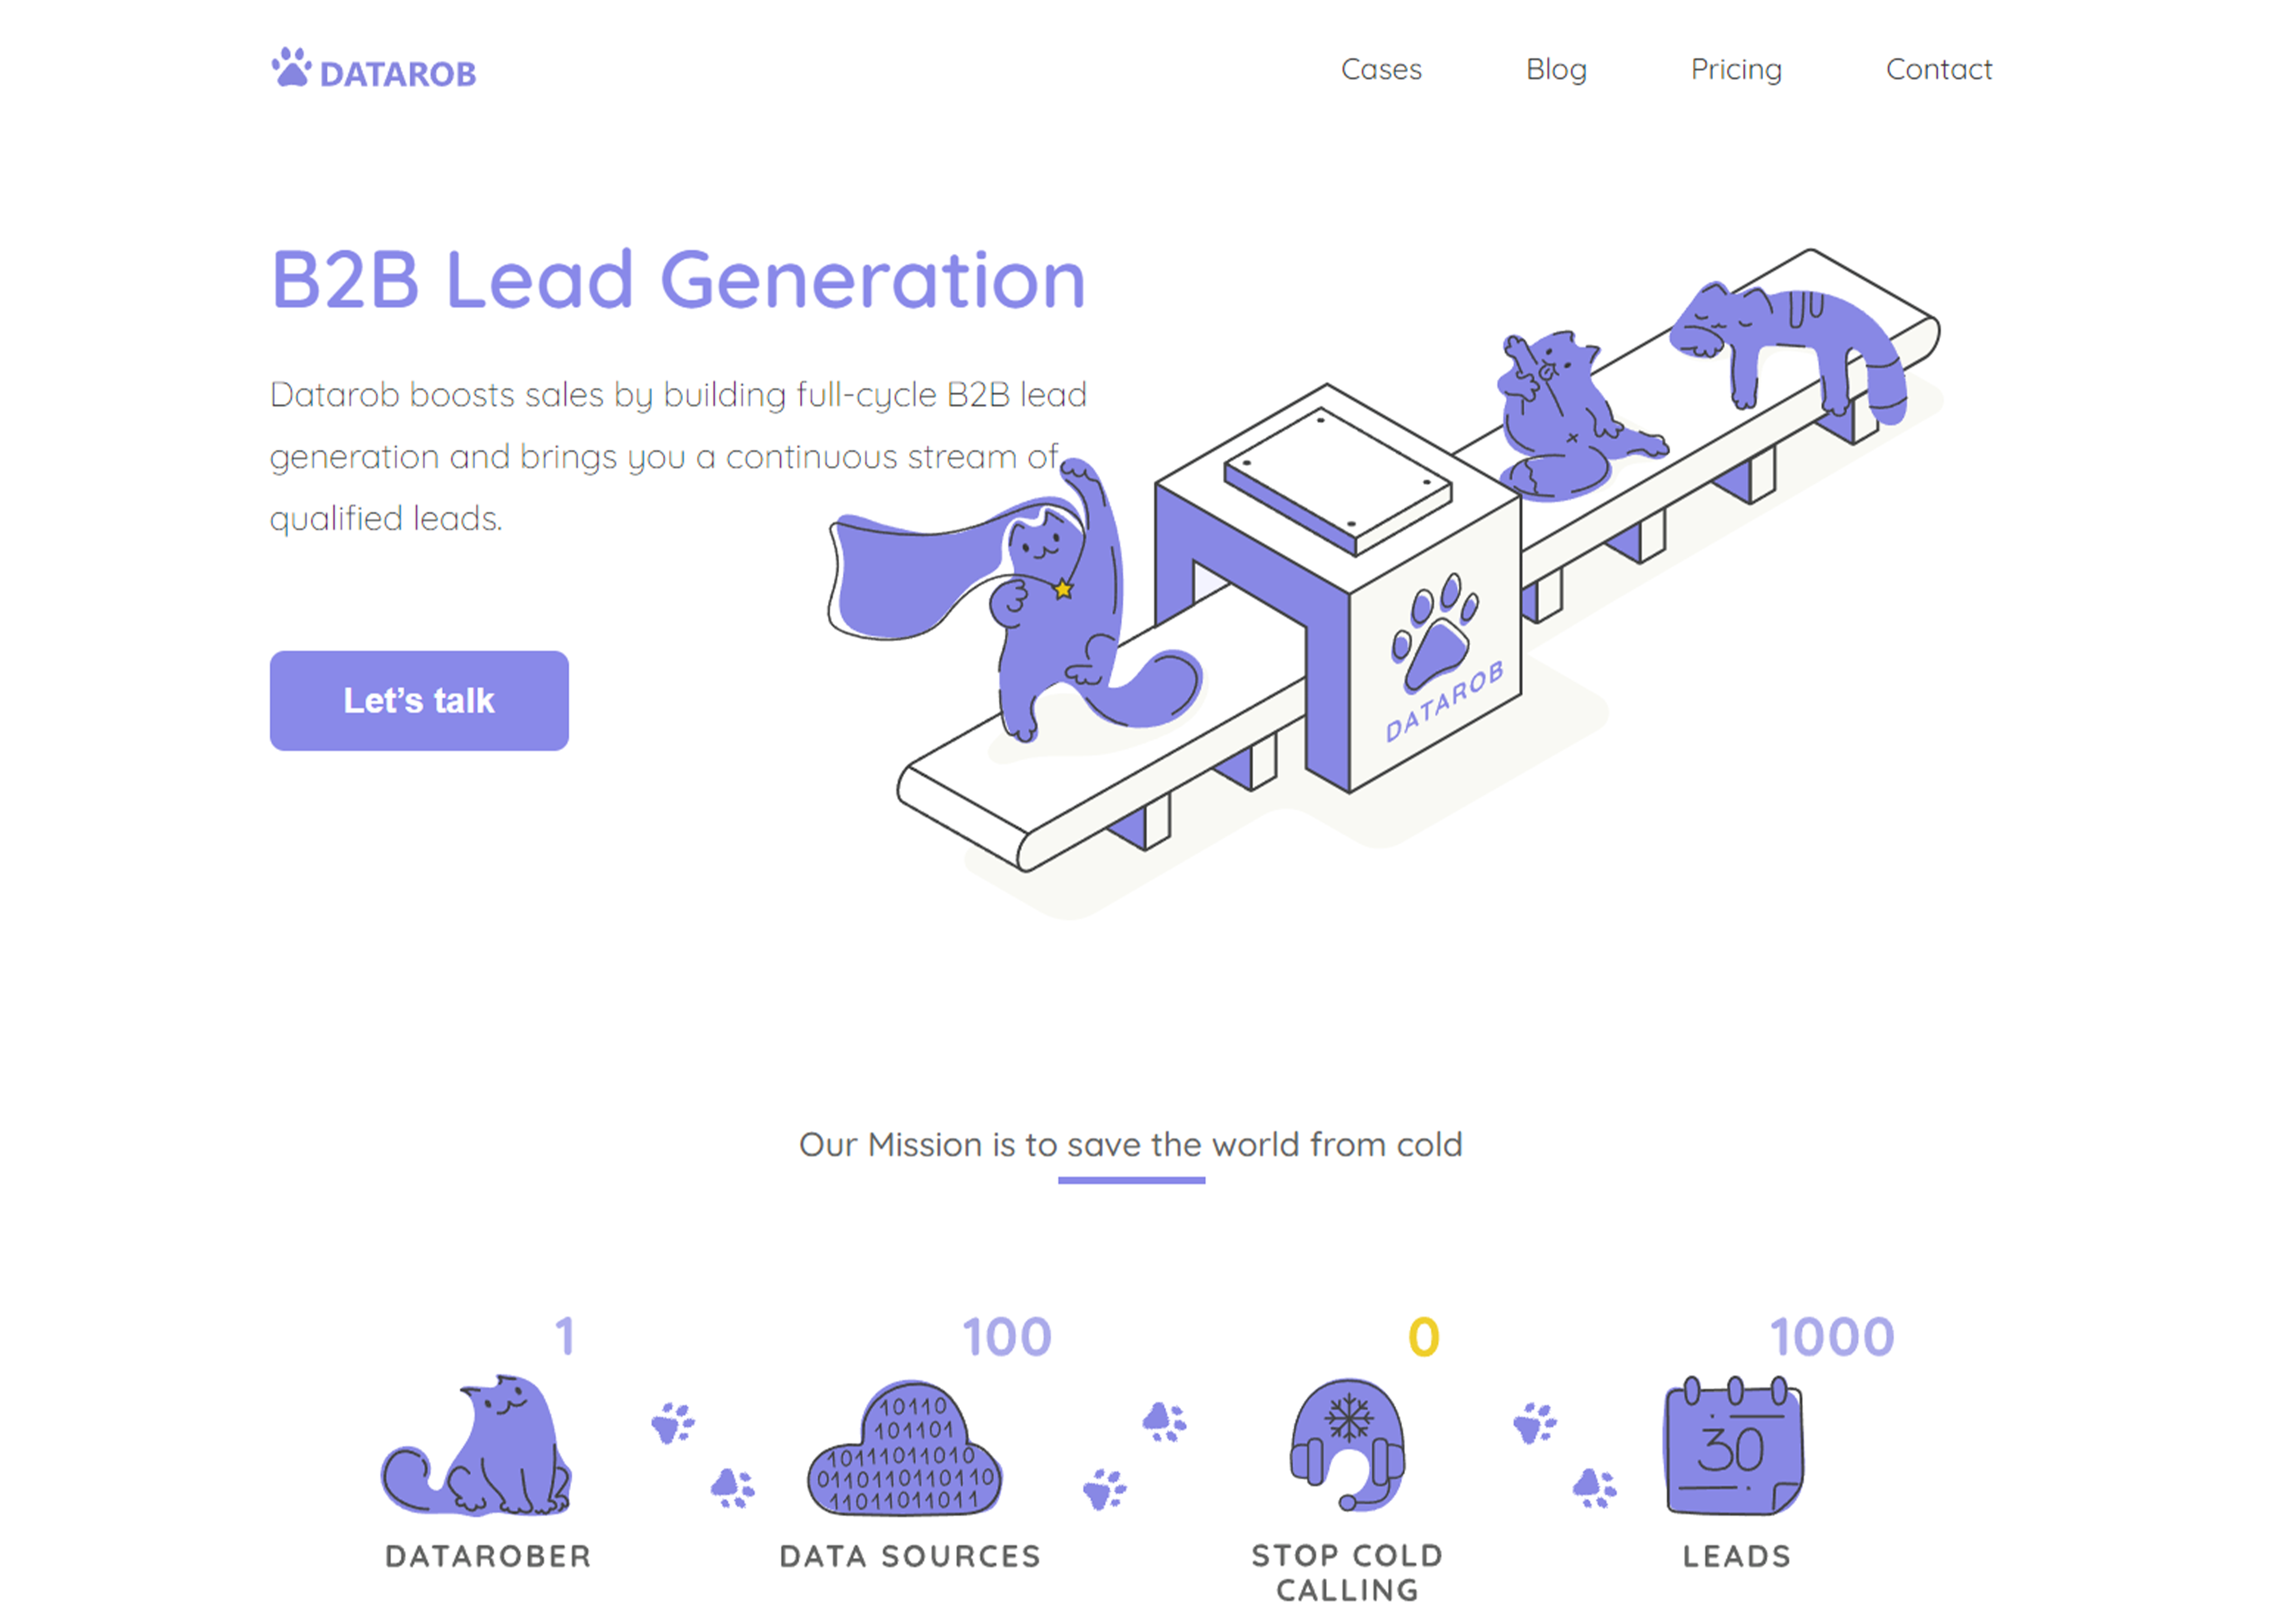 DATAROB
Cases
Blog
Pricing
Contact
B2B Lead Generation
Datarob boosts sales by building full-cycle B2B lead
generation and brings you a continuous stream of
qualified leads.
Let's talk
DATAROB
Our Mission is to save the world from cold
1
100
0
1000
10110
101101
10111011010
0110110110110
11011011011
30
DATAROBER
DATA SOURCES
STOP COLD
CALLING
LEADS